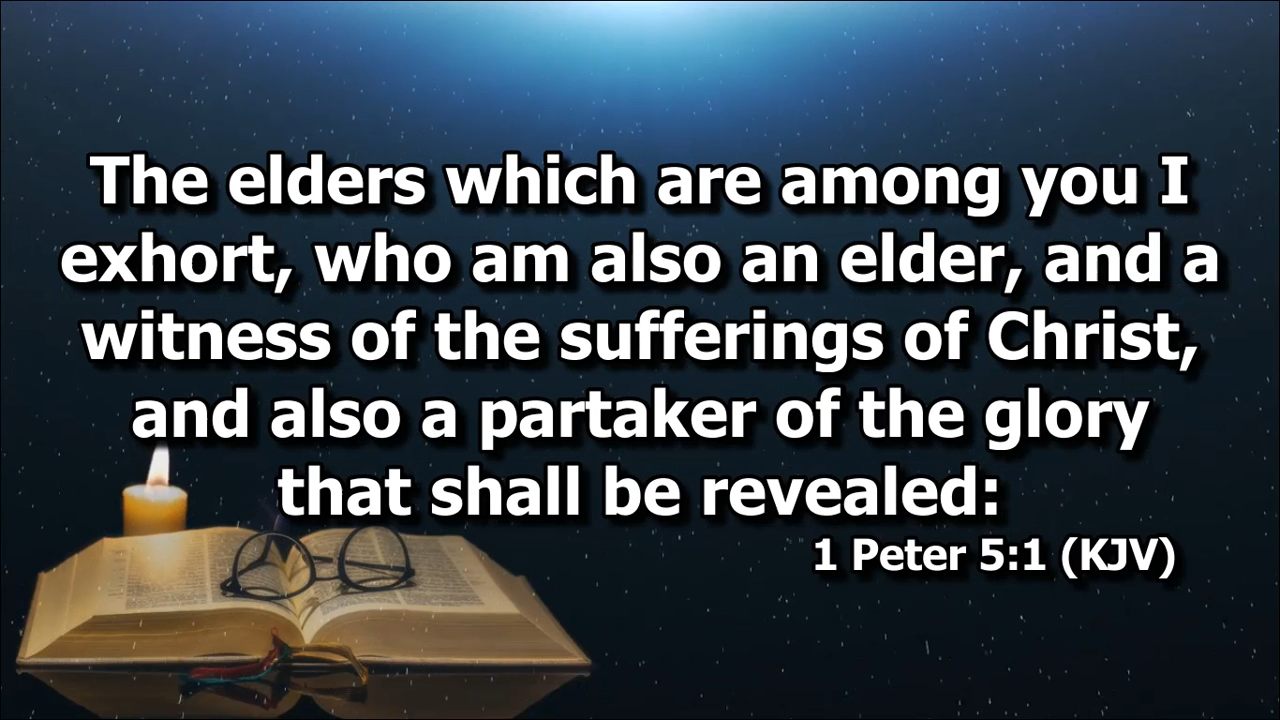 The elders which are among you I
exhort, who am also an elder, and a
witness of the sufferings of Christ,
and also a partaker of the glory
that shall be revealed:
1 Peter 5:1 (KJV)